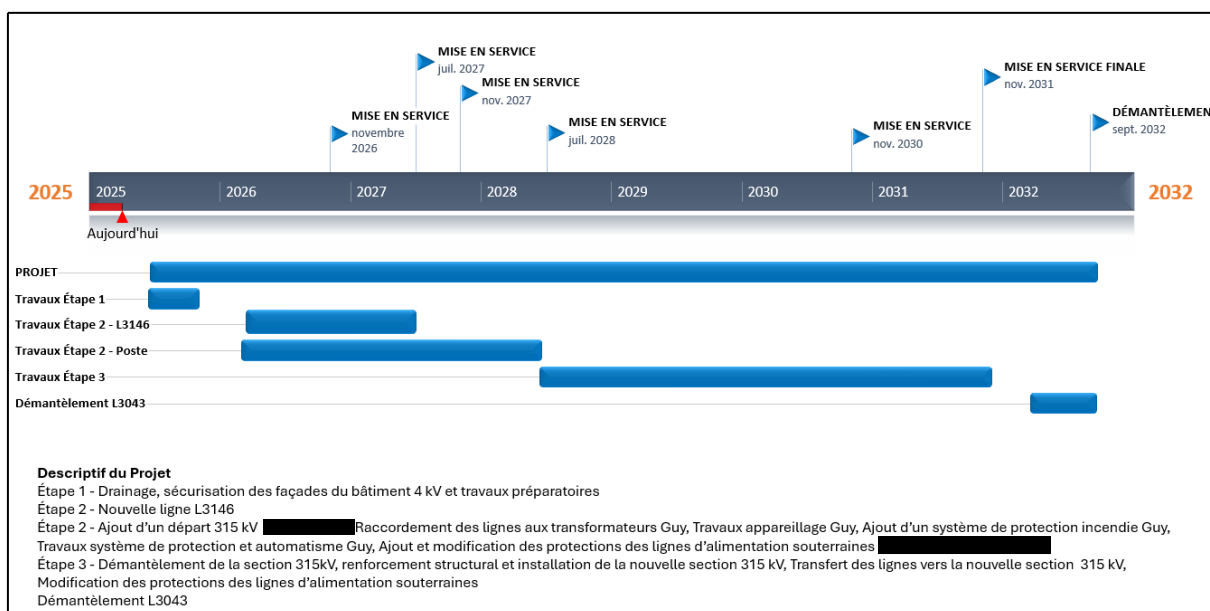 MISE EN SERVICE
juil. 2027
MISE EN SERVICE
nov. 2027
MISE EN SERVICE
novembre
2026
MISE EN SERVICE
juil. 2028
MISE EN SERVICE
nov. 2030
MISE EN SERVICE FINALE
nov. 2031
DÉMANTÈLEMEN
sept. 2032
2025
2025
2026
2027
2028
2029
2030
2031
2032
2032
Aujourd'hui
PROJET
Travaux Étape 1
Travaux Étape 2 - L3146
Travaux Étape 2 - Poste
Travaux Étape 3
Démantèlement L3043
Descriptif du Projet
Étape 1 - Drainage, sécurisation des façades du bâtiment 4 kV et travaux préparatoires
Étape 2 - Nouvelle ligne L3146
Étape 2 - Ajout d’un départ 315 kV Raccordement des lignes aux transformateurs Guy, Travaux appareillage Guy, Ajout d’un système de protection incendie Guy,
Travaux système de protection et automatisme Guy, Ajout et modification des protections des lignes d’alimentation souterraines
Étape 3 - Démantèlement de la section 315kV, renforcement structural et installation de la nouvelle section 315 kV, Transfert des lignes vers la nouvelle section 315 kV,
Modification des protections des lignes d’alimentation souterraines
Démantèlement L3043